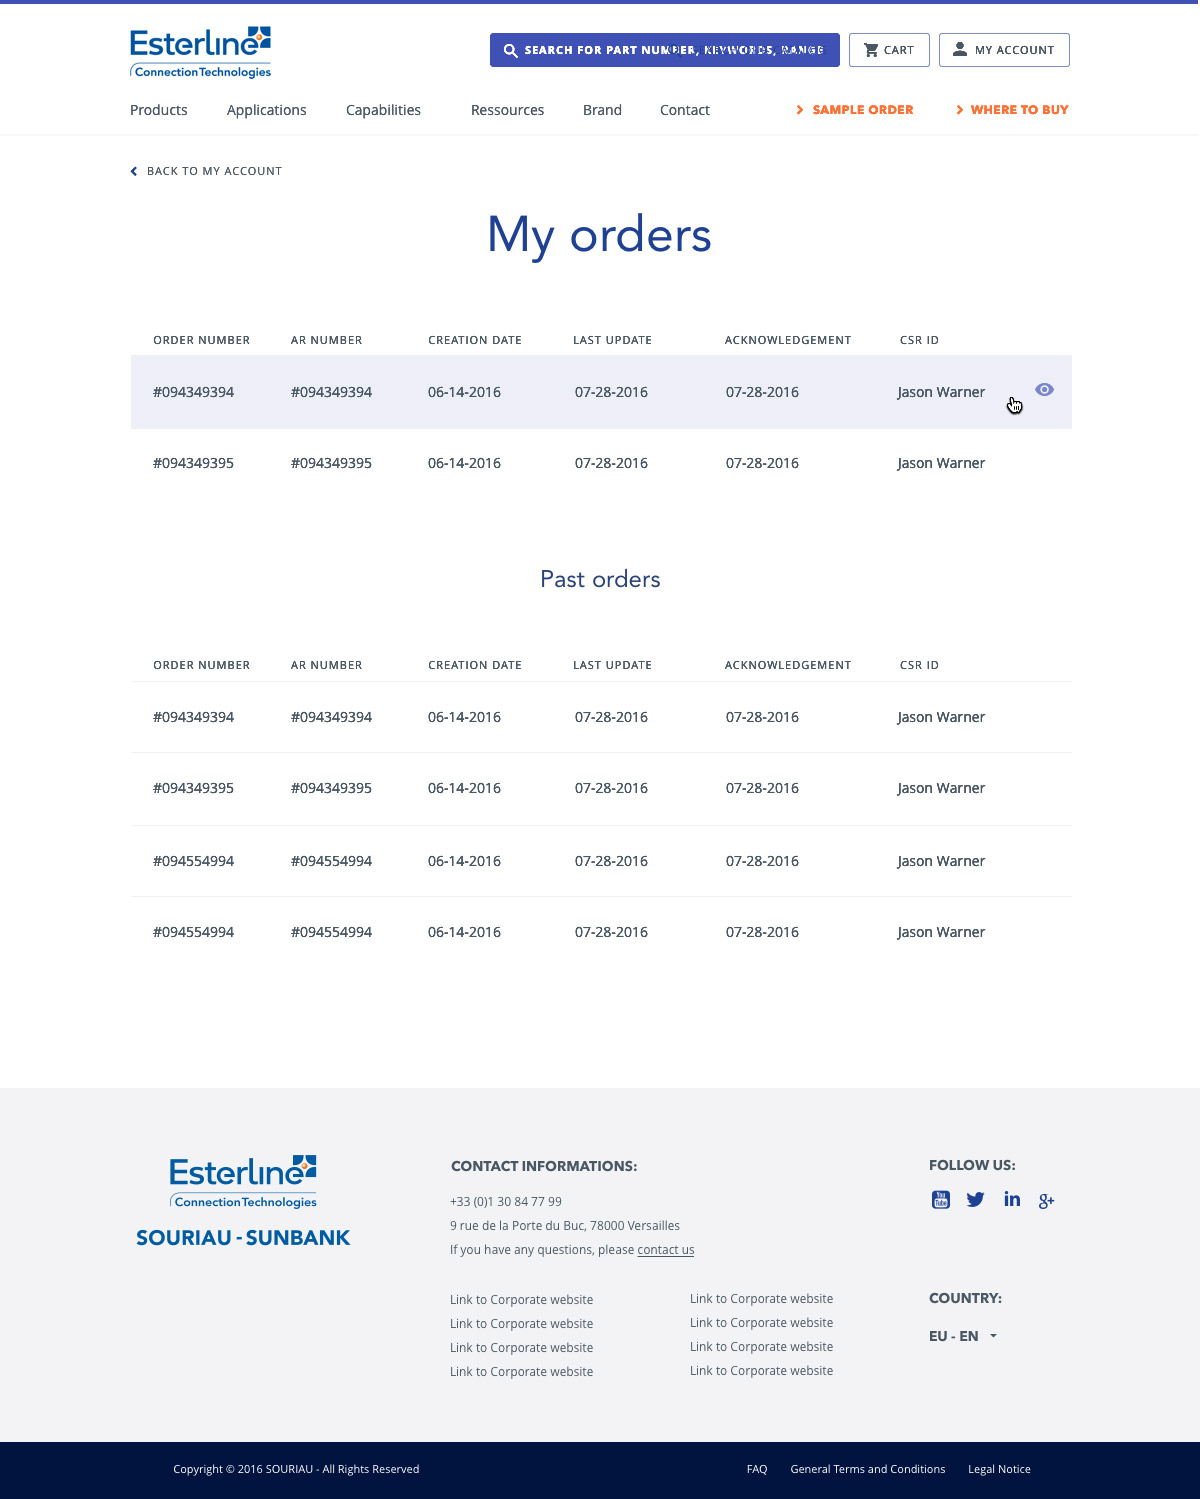 Esterline
Connection Technologies
SEARCH FOR PART NUMBER, KEYWORDS, RANGE
CART
MY ACCOUNT
Products Applications Capabilities Ressources Brand Contact
SAMPLE ORDER WHERE TO BUY
BACK TO MY ACCOUNT
My orders
ORDER NUMBER AR NUMBER CREATION DATE LAST UPDATE ACKNOWLEDGEMENT CSR ID
#094349394 #094349394 06-14-2016 07-28-2016 07-28-2016 Jason Warner
#094349395 #094349395 06-14-2016 07-28-2016 07-28-2016 Jason Warner
Past orders
ORDER NUMBER AR NUMBER CREATION DATE LAST UPDATE ACKNOWLEDGEMENT CSR ID
#094349394 #094349394 06-14-2016 07-28-2016 07-28-2016 Jason Warner
#094349395 #094349395 06-14-2016 07-28-2016 07-28-2016 Jason Warner
#094554994 #094554994 06-14-2016 07-28-2016 07-28-2016 Jason Warner
#094554994 #094554994 06-14-2016 07-28-2016 07-28-2016 Jason Warner
Esterline
Connection Technologies
SOURIAU - SUNBANK
CONTACT INFORMATIONS:
+33 (0)1 30 84 77 99
9 rue de la Porte du Buc, 78000 Versailles
If you have any questions, please contact us
Link to Corporate website
Link to Corporate website
Link to Corporate website
Link to Corporate website
Link to Corporate website
Link to Corporate website
Link to Corporate website
Link to Corporate website
FOLLOW US:
You Tube
in
g+
COUNTRY:
EU - EN
Copyright © 2016 SOURIAU - All Rights Reserved
FAQ General Terms and Conditions Legal Notice